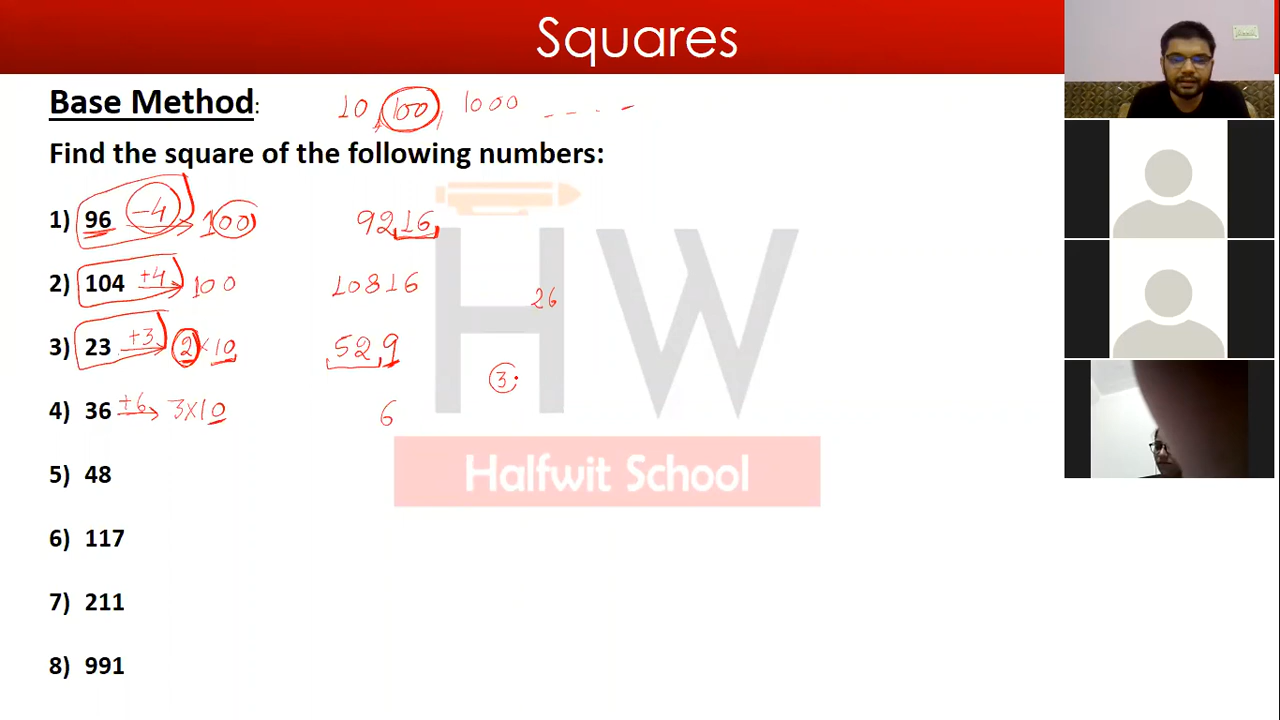 Squares
Base Method: 10, 100, 1000 - - - -
Find the square of the following numbers:
1) 96 -4 100 9216
2) 104 +4 100 10816
26
3) 23 +3 2 × 10 529
3
4) 36 +6 3×10 6
HW
Halfwit School
5) 48
6) 117
7) 211
8) 991